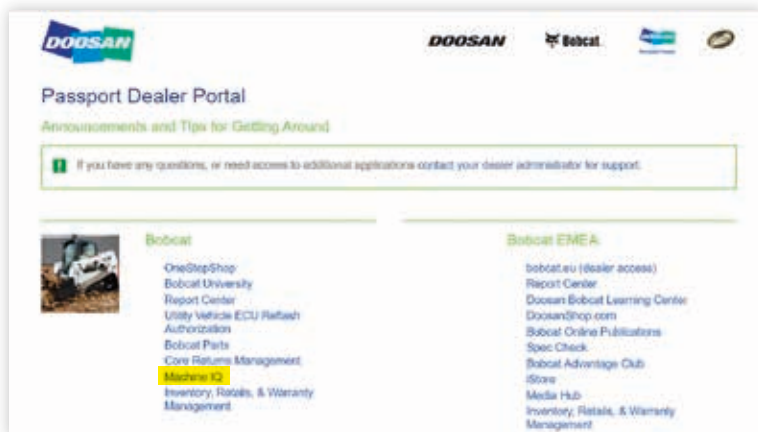 DOOSAN
DOOSAN
Bobcat
Passport Dealer Portal
Announcements and Tips for Getting Around
If you have any questions, or need access to additional applications contact your dealer administrator for support.
Bobcat
OneStopShop
Bobcat University
Report Center
Utility Vehicle ECU Reflash
Authorization
Bobcat Parts
Core Returns Management
Machine IQ
Inventory, Retails, & Warranty
Management
Bobcat EMEA
bobcat.eu (dealer access)
Report Center
Doosan Bobcat Learning Center
DoosanShop.com
Bobcat Online Publications
Spec Check
Bobcat Advantage Club
iStore
Media Hub
Inventory, Retails, & Warranty
Management